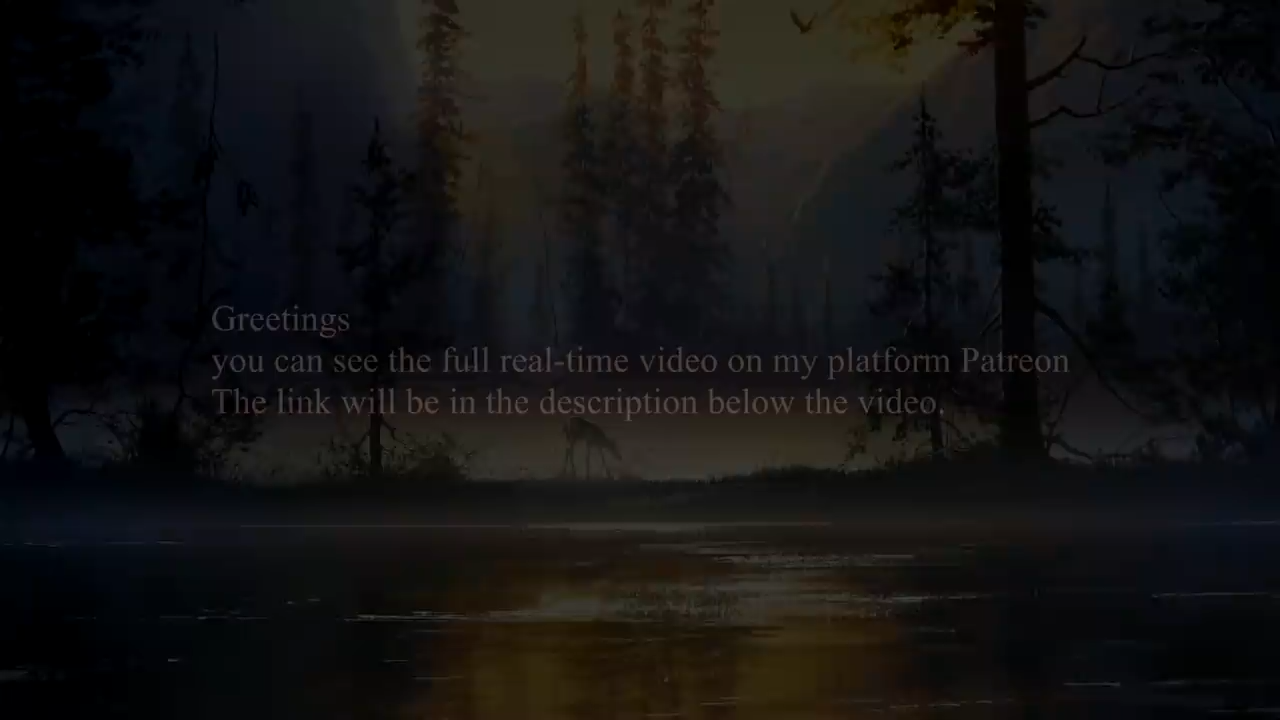 Greetings
you can see the full real-time video on my platform Patreon
The link will be in the description below the video.